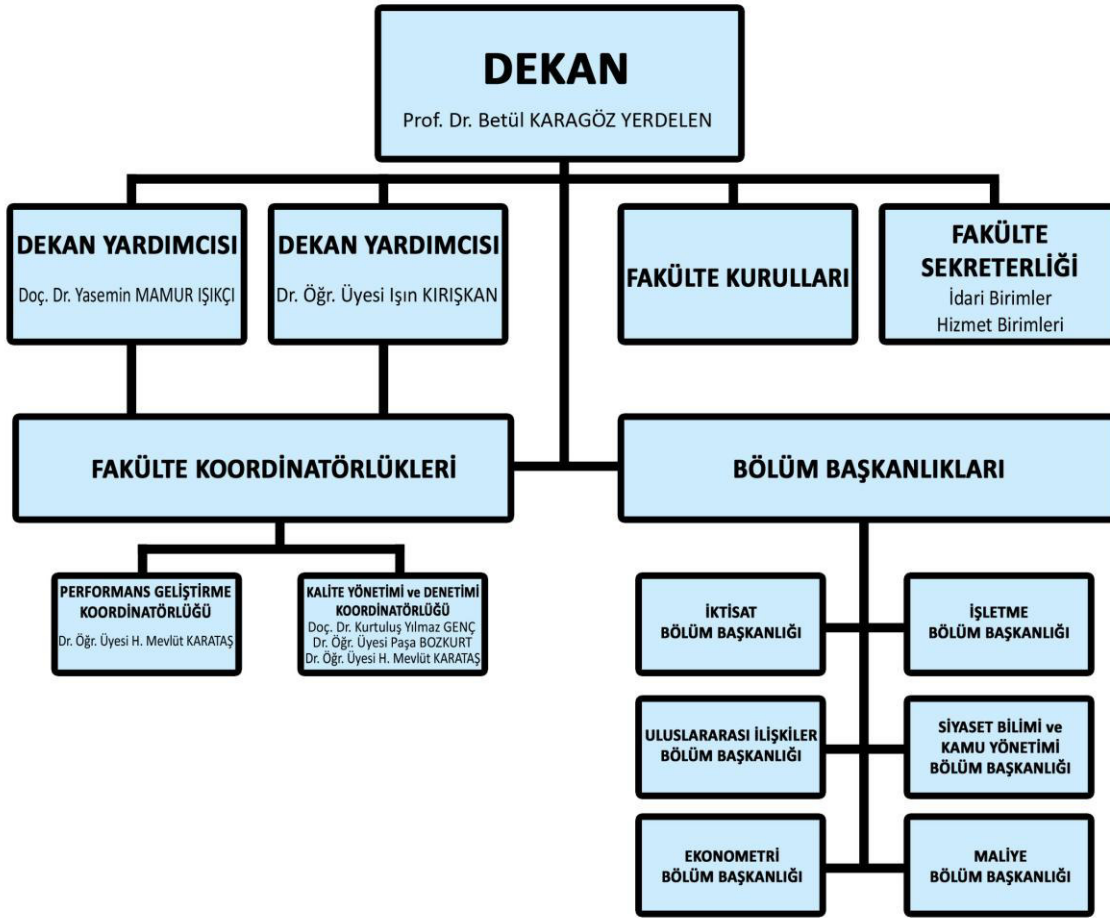 DEKAN
Prof. Dr. Betül KARAGÖZ YERDELEN
DEKAN YARDIMCISI
Doç. Dr. Yasemin MAMUR IŞIKÇI
DEKAN YARDIMCISI
Dr. Öğr. Üyesi Işın KIRIŞKAN
FAKÜLTE KURULLARI
FAKÜLTE
SEKRETERLİĞİ
İdari Birimler
Hizmet Birimleri
FAKÜLTE KOORDİNATÖRLÜKLERİ
BÖLÜM BAŞKANLIKLARI
PERFORMANS GELİŞTİRME
KOORDİNATÖRLÜĞÜ
Dr. Öğr. Üyesi H. Mevlüt KARATAŞ
KALİTE YÖNETİMİ ve DENETİMİ
KOORDİNATÖRLÜĞÜ
Doç. Dr. Kurtuluş Yılmaz GENÇ
Dr. Öğr. Üyesi Paşa BOZKURT
Dr. Öğr. Üyesi H. Mevlüt KARATAŞ
İKTİSAT
BÖLÜM BAŞKANLIĞI
İŞLETME
BÖLÜM BAŞKANLIĞI
ULUSLARARASI İLİŞKİLER
BÖLÜM BAŞKANLIĞI
SİYASET BİLİMİ ve
KAMU YÖNETİMİ
BÖLÜM BAŞKANLIĞI
EKONOMETRİ
BÖLÜM BAŞKANLIĞI
MALİYE
BÖLÜM BAŞKANLIĞI